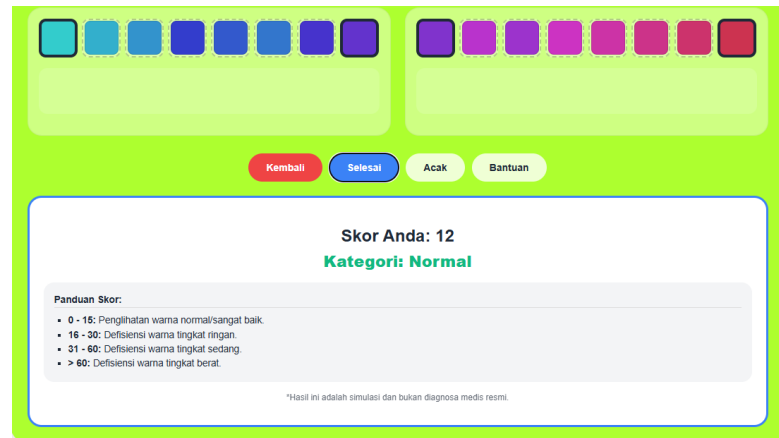 Kembali
Selesai
Acak
Bantuan
Skor Anda: 12
Kategori: Normal
Panduan Skor:
0 - 15: Penglihatan warna normal/sangat baik.
16 - 30: Defisiensi warna tingkat ringan.
31 - 60: Defisiensi warna tingkat sedang.
> 60: Defisiensi warna tingkat berat.
*Hasil ini adalah simulasi dan bukan diagnosa medis resmi.